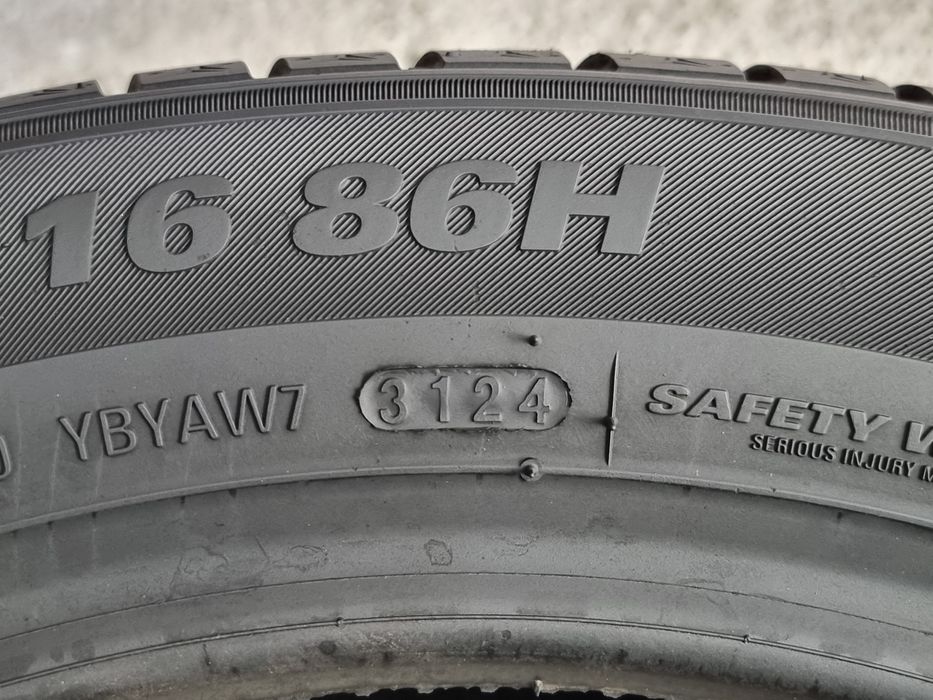 16 86H
YBYAW7 3124 SAFETY
SERIOUS INJURY